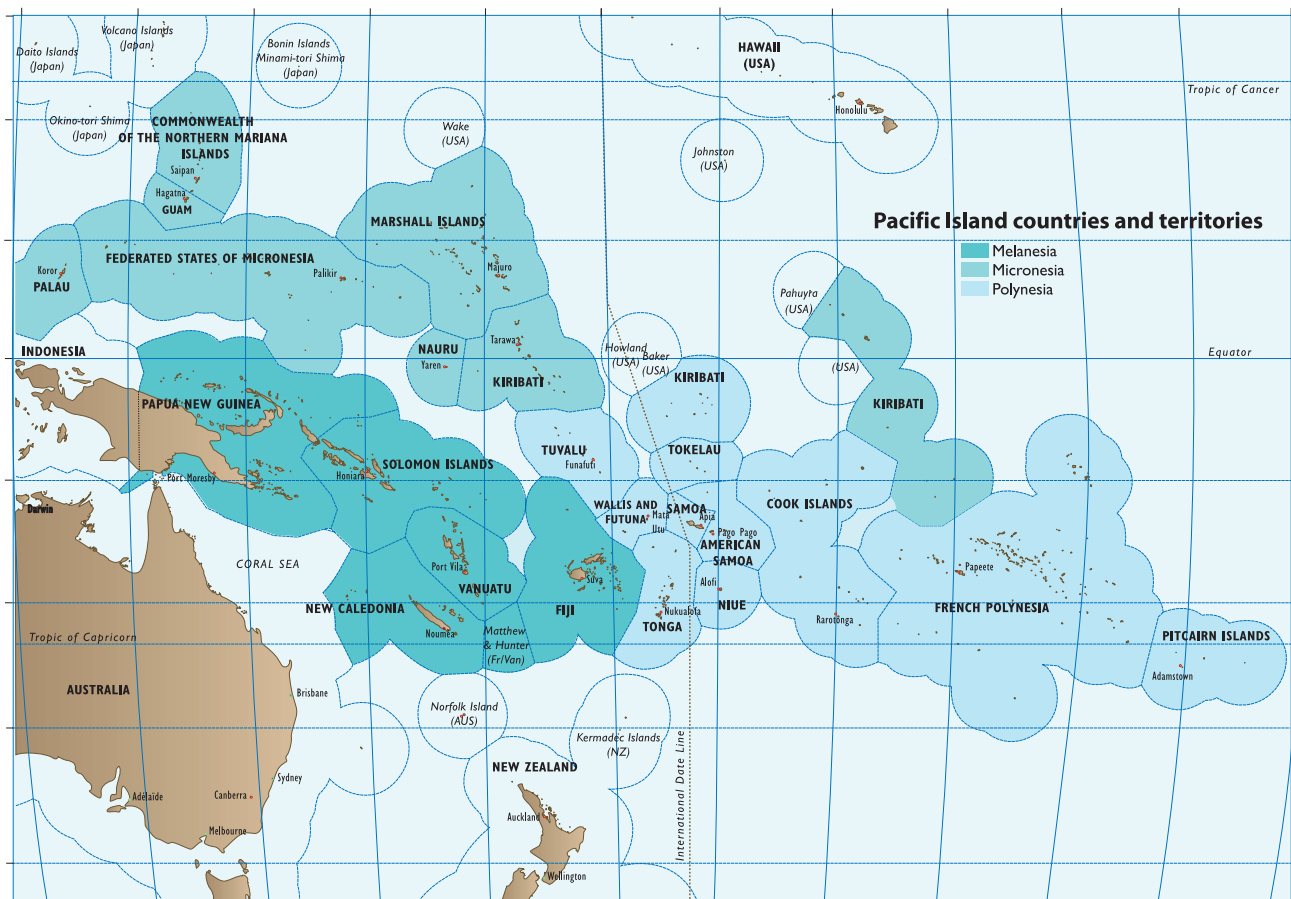 Volcano Islands
(Japan)
Daito Islands
(Japan)
Bonin Islands
Minami-tori Shima
(Japan)
HAWAII
(USA)
Tropic of Cancer
Honolulu
Okino-tori Shima
(Japan)
COMMONWEALTH
OF THE NORTHERN MARIANA
ISLANDS
Wake
(USA)
Johnston
(USA)
Saipan
Hagatna
GUAM
MARSHALL ISLANDS
Pacific Island countries and territories
Melanesia
Micronesia
Polynesia
FEDERATED STATES OF MICRONESIA
Palikir
Majuro
Koror
PALAU
Pahuyra
(USA)
INDONESIA
NAURU
Yaren
Tarawa
KIRIBATI
Howland
(USA)
Baker
(USA)
KIRIBATI
(USA)
Equator
KIRIBATI
PAPUA NEW GUINEA
Port Moresby
SOLOMON ISLANDS
Honiara
TUVALU
Funafuti
TOKELAU
Darwin
WALLIS AND
FUTUNA
Mata
Utu
SAMOA
Apia
Pago Pago
AMERICAN
SAMOA
COOK ISLANDS
CORAL SEA
Port Vila
VANUATU
Suva
FIJI
Alofi
NIUE
Papeete
NEW CALEDONIA
Noumea
Nukualofa
TONGA
Rarotonga
FRENCH POLYNESIA
Tropic of Capricorn
Matthew
& Hunter
(Fr/Van)
PITCAIRN ISLANDS
Adamstown
AUSTRALIA
Brisbane
Norfolk Island
(AUS)
Kermadec Islands
(NZ)
International Date Line
NEW ZEALAND
Sydney
Adélaïde
Canberra
Melbourne
Auckland
Wellington